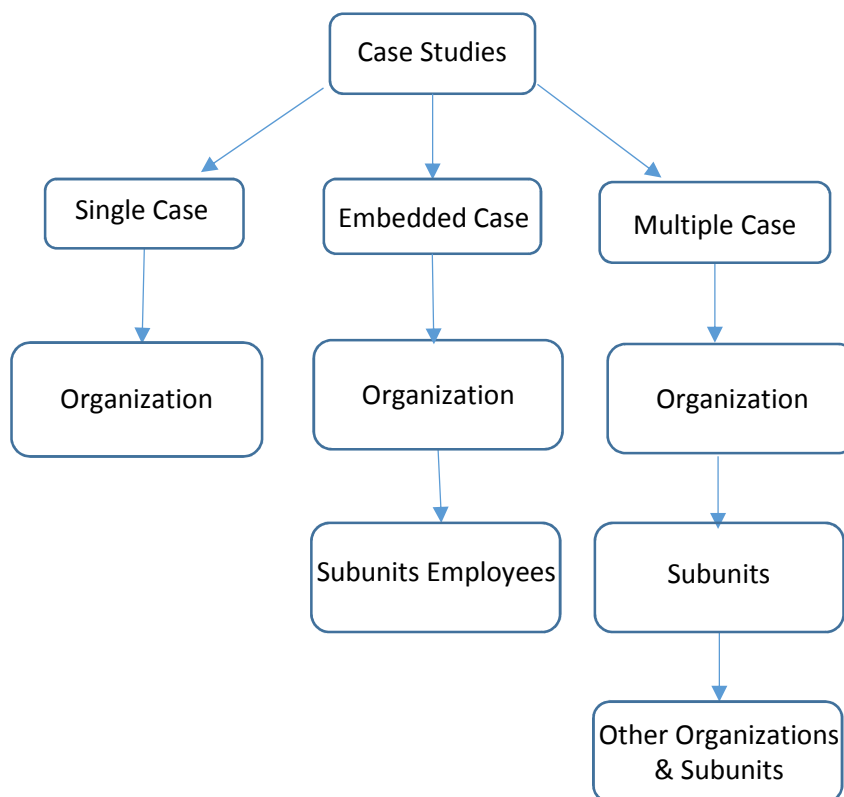 Case Studies
Single Case
Embedded Case
Multiple Case
Organization
Organization
Organization
Subunits Employees
Subunits
Other Organizations
& Subunits